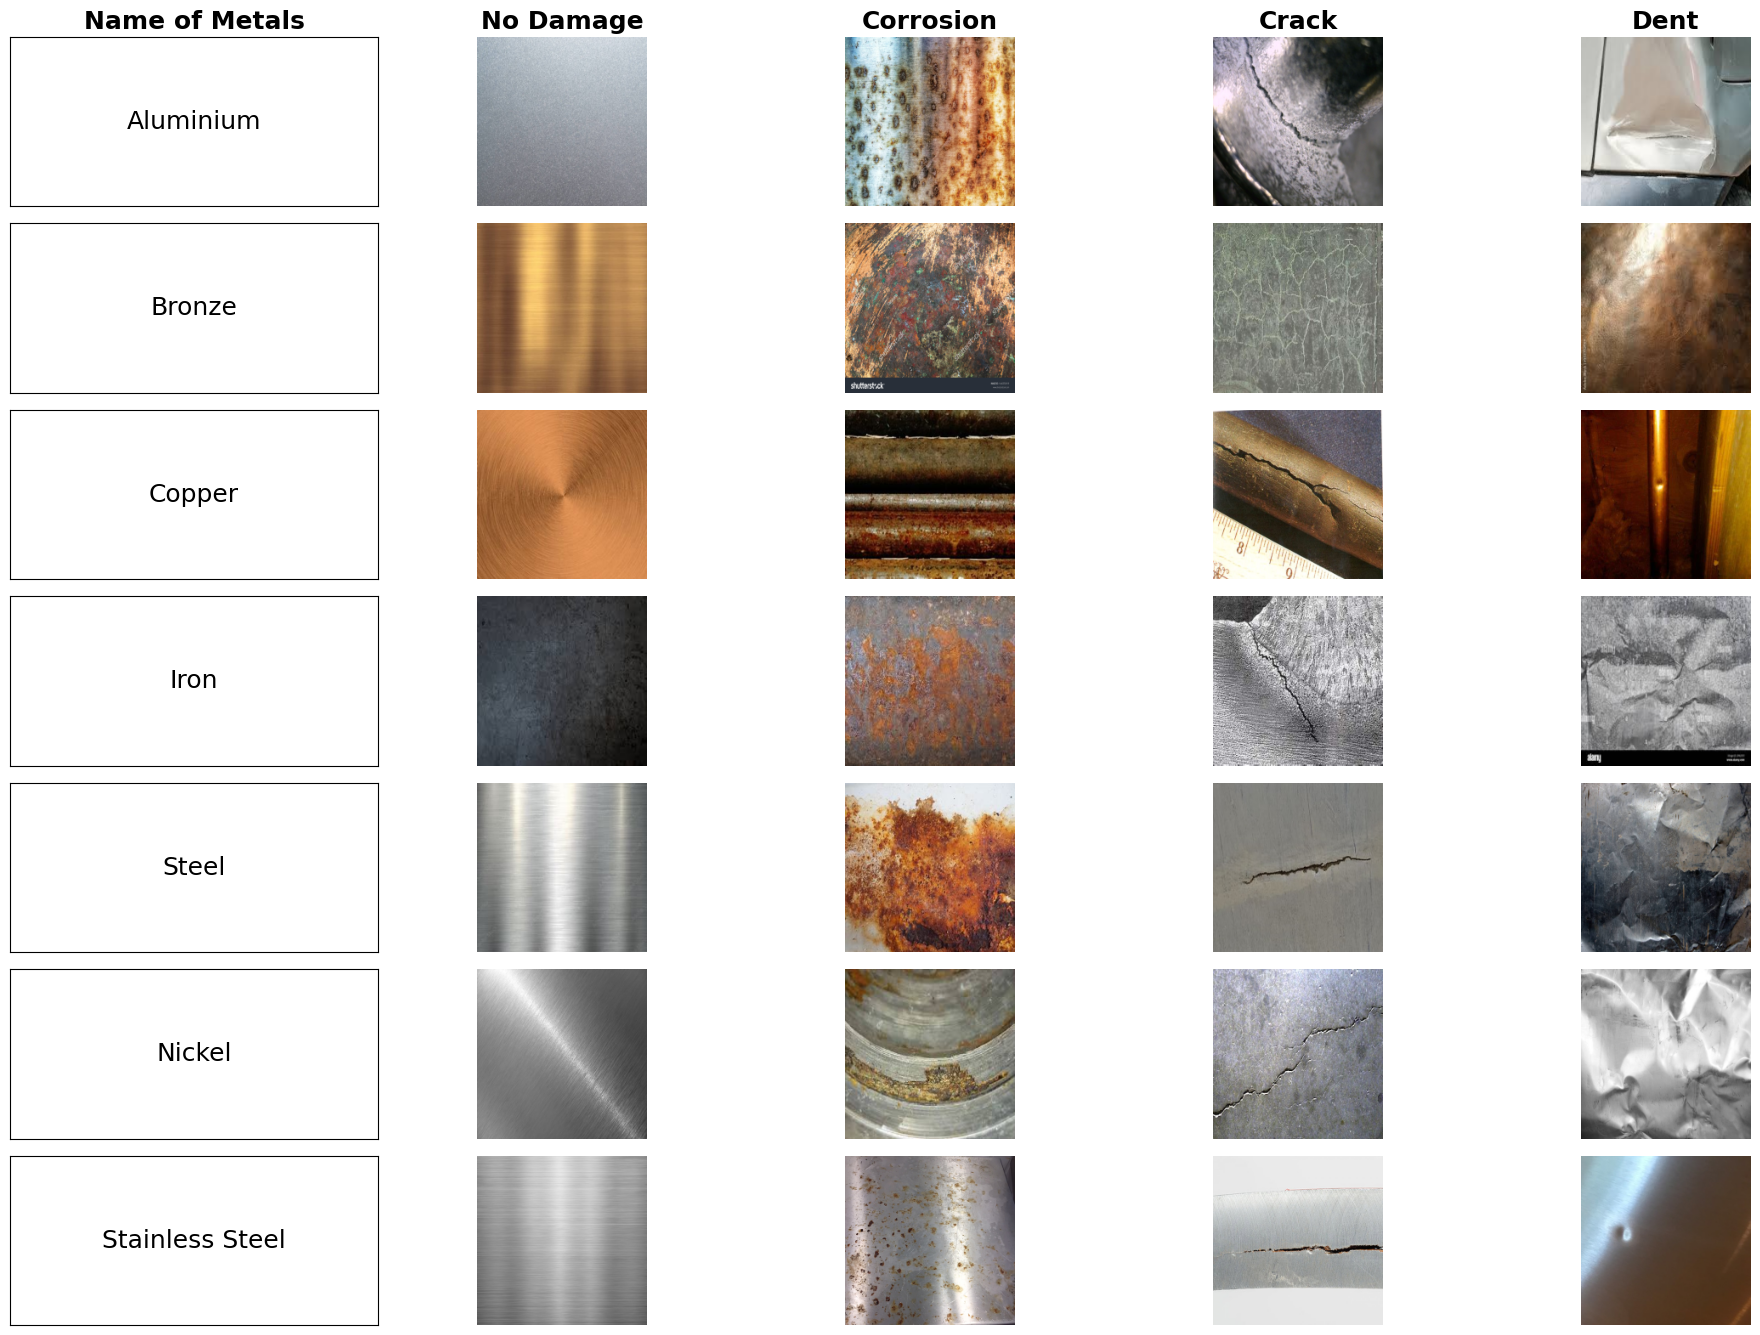 Name of Metals No Damage Corrosion Crack Dent
Aluminium
Bronze
shutterstock
Copper
8
9
Iron
alamy
Steel
Nickel
Stainless Steel